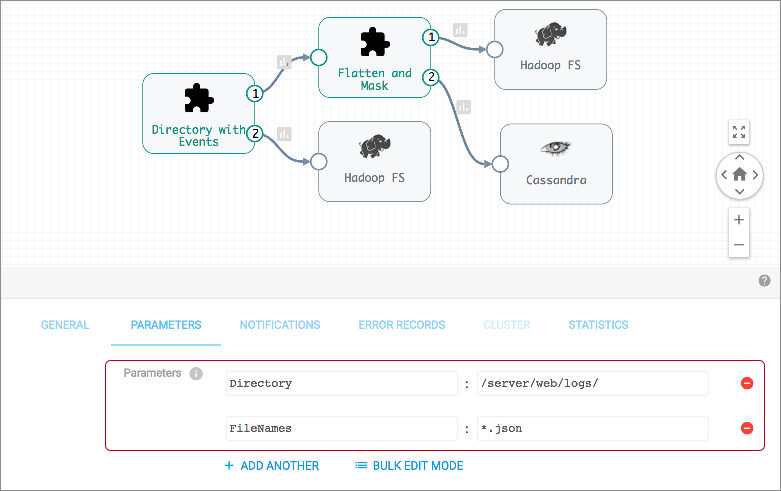 1
2
Directory with
Events
Flatten and
Mask
1
2
Hadoop FS
Hadoop FS
Cassandra
+
−
?
GENERAL
PARAMETERS
NOTIFICATIONS
ERROR RECORDS
CLUSTER
STATISTICS
Parameters i
Directory : /server/web/logs/
FileNames : *.json
+ ADD ANOTHER
BULK EDIT MODE